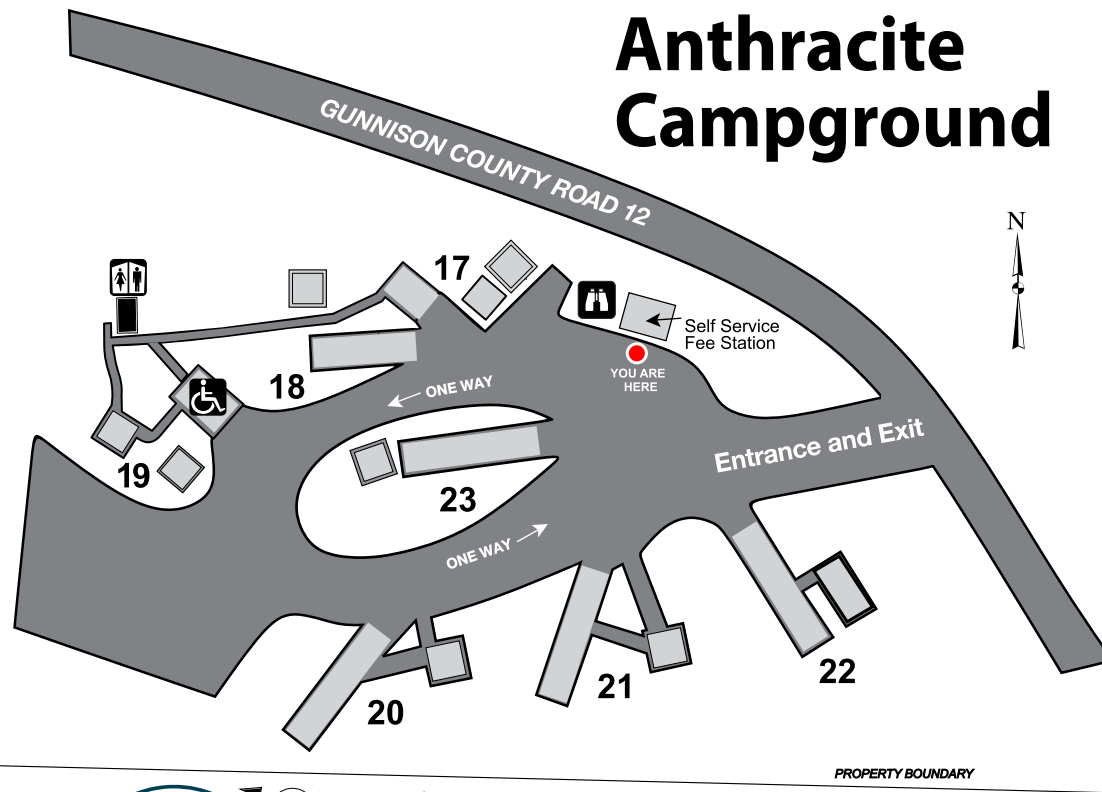 Anthracite
Campground
GUNNISON COUNTY ROAD 12
N
17
Self Service
Fee Station
YOU ARE
HERE
18
ONE WAY
Entrance and Exit
19
23
ONE WAY
20
21
22
PROPERTY BOUNDARY